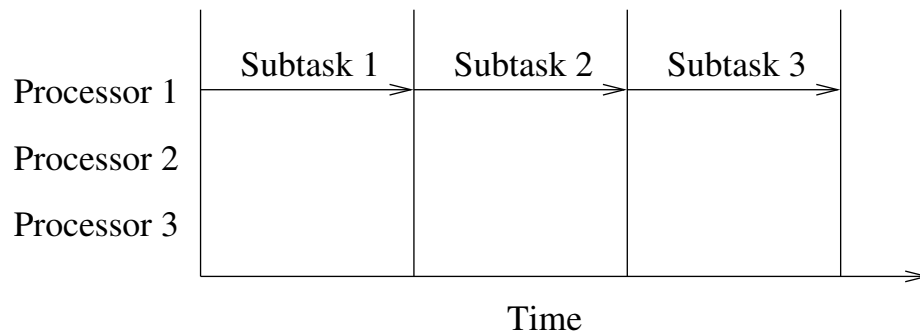 Subtask 1
Subtask 2
Subtask 3
Processor 1
Processor 2
Processor 3
Time